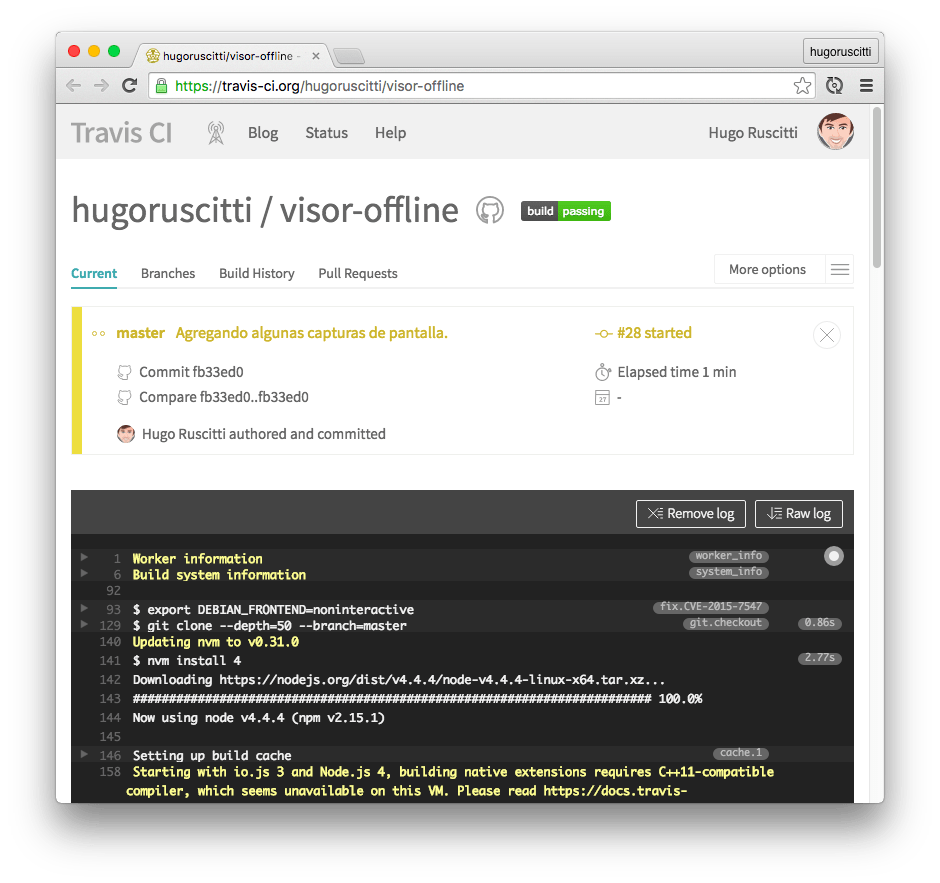 hugoruscitti/visor-offline -
hugoruscitti
https://travis-ci.org/hugoruscitti/visor-offline
Travis CI Blog Status Help Hugo Ruscitti
hugoruscitti / visor-offline build passing
Current Branches Build History Pull Requests More options
master Agregando algunas capturas de pantalla. #28 started
Commit fb33ed0 Elapsed time 1 min
Compare fb33ed0..fb33ed0 27 -
Hugo Ruscitti authored and committed
Remove log Raw log
1 Worker information worker_info
6 Build system information system_info
92
93 $ export DEBIAN_FRONTEND=noninteractive fix.CVE-2015-7547
129 $ git clone --depth=50 --branch=master git.checkout 0.86s
140 Updating nvm to v0.31.0
141 $ nvm install 4 2.77s
142 Downloading https://nodejs.org/dist/v4.4.4/node-v4.4.4-linux-x64.tar.xz...
143 ######################################################################## 100.0%
144 Now using node v4.4.4 (npm v2.15.1)
145
146 Setting up build cache cache.1
158 Starting with io.js 3 and Node.js 4, building native extensions requires C++11-compatible
compiler, which seems unavailable on this VM. Please read https://docs.travis-